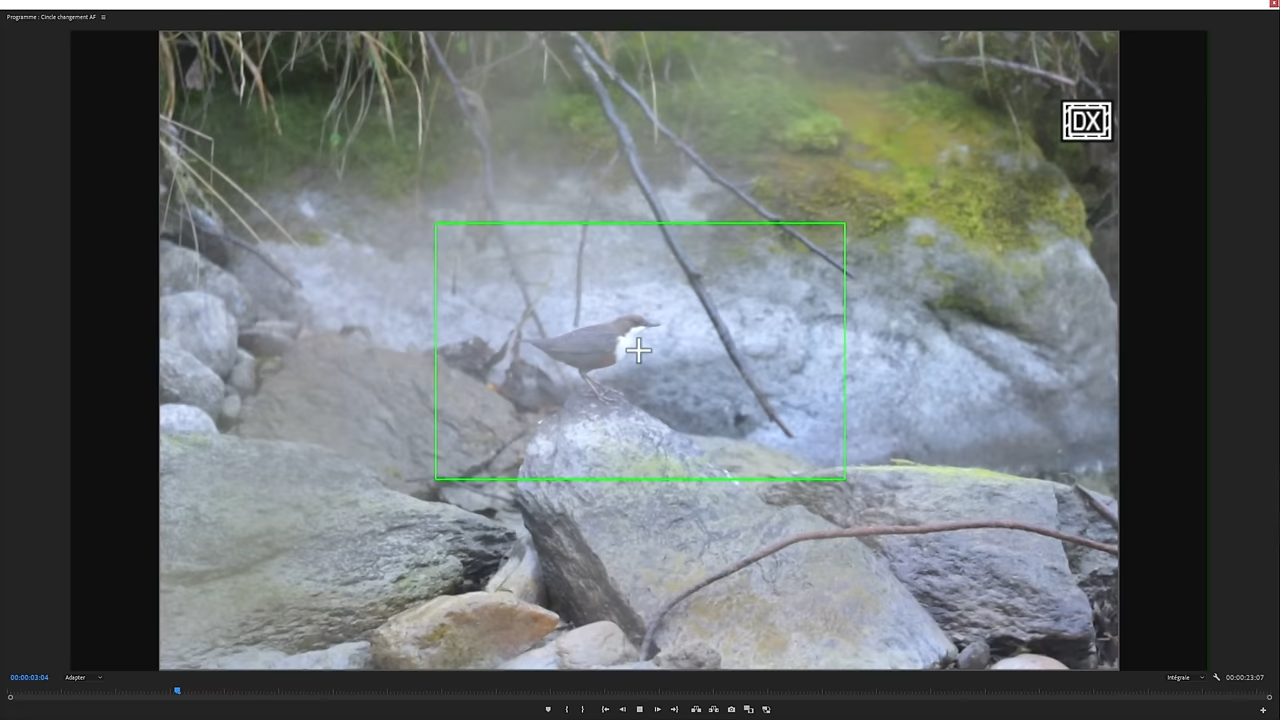 Programme : Cincle changement AF
DX
00:00:03:04
Adapter
Intégrale
00:00:23:07